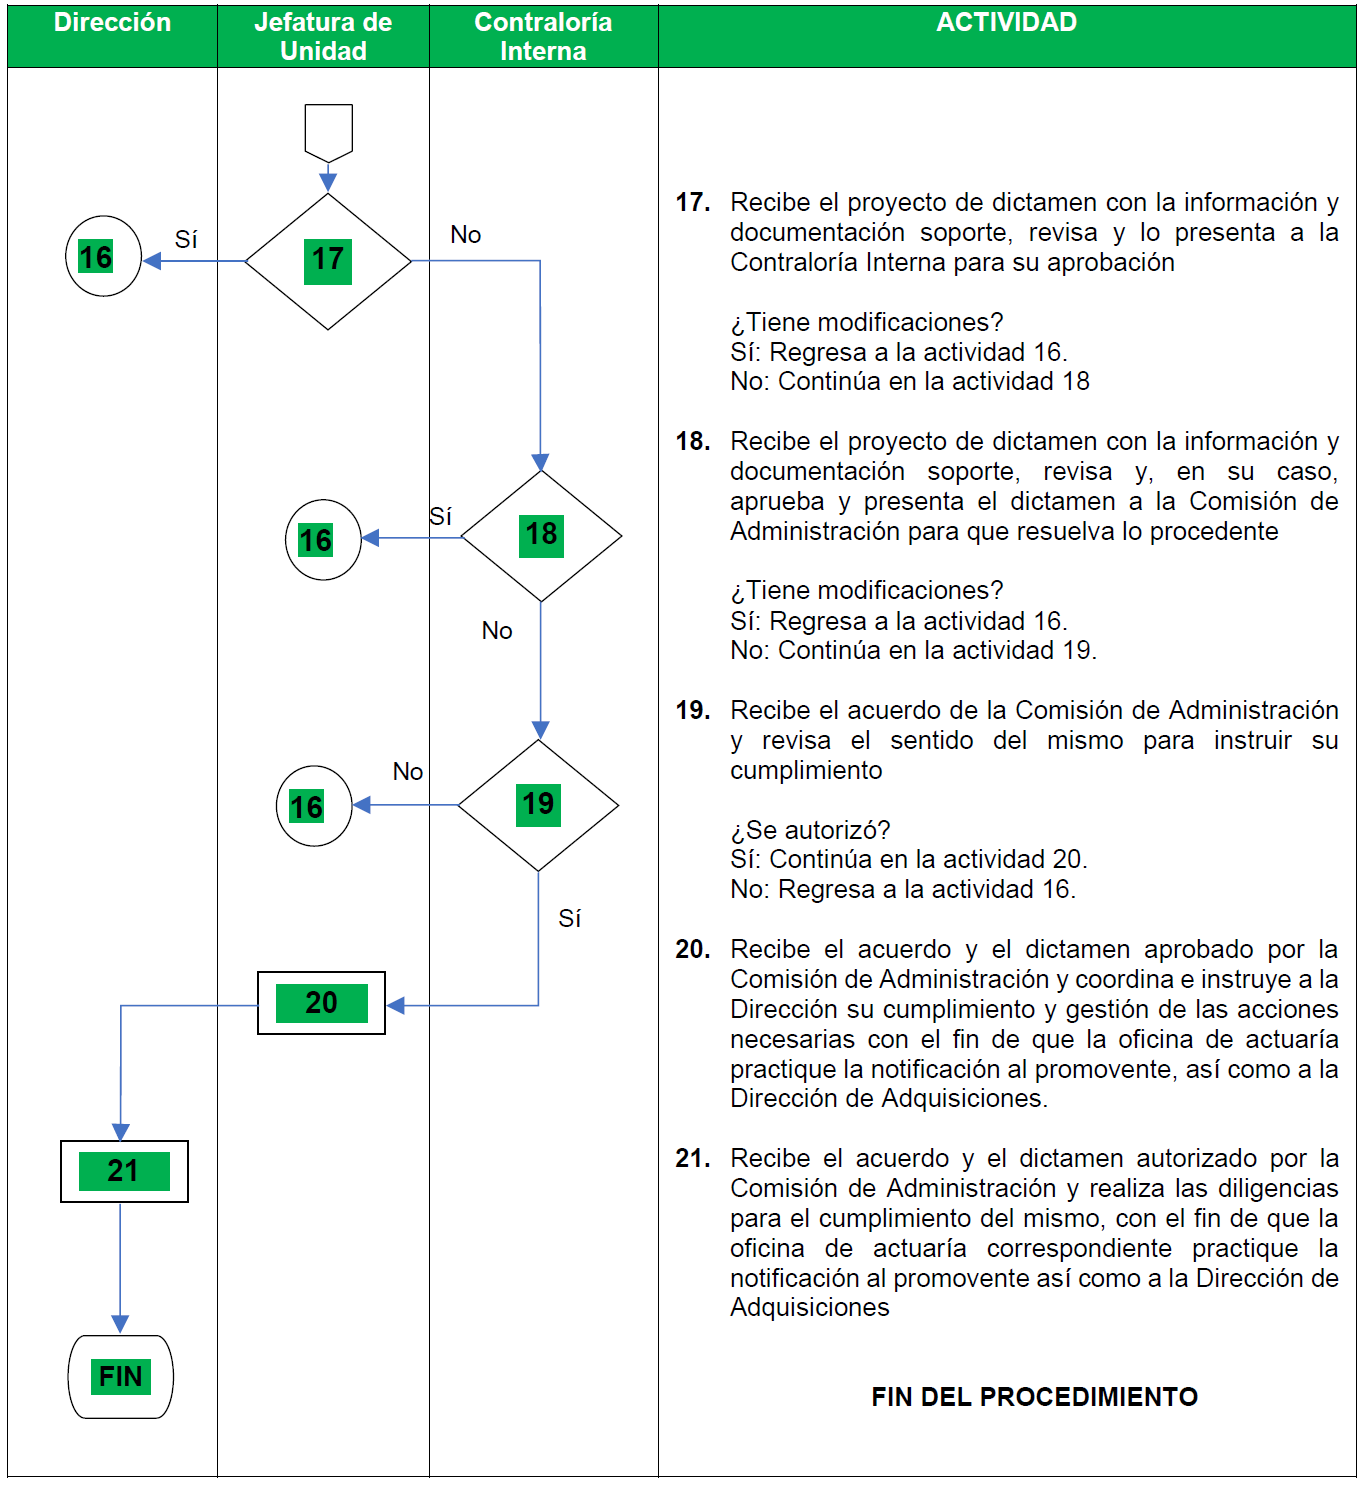 Dirección
Jefatura de
Unidad
Contraloría
Interna
ACTIVIDAD
16
Sí
17
No
16
Sí
18
No
16
No
19
Sí
20
21
FIN
17. Recibe el proyecto de dictamen con la información y
documentación soporte, revisa y lo presenta a la
Contraloría Interna para su aprobación
¿Tiene modificaciones?
Sí: Regresa a la actividad 16.
No: Continúa en la actividad 18
18. Recibe el proyecto de dictamen con la información y
documentación soporte, revisa y, en su caso,
aprueba y presenta el dictamen a la Comisión de
Administración para que resuelva lo procedente
¿Tiene modificaciones?
Sí: Regresa a la actividad 16.
No: Continúa en la actividad 19.
19. Recibe el acuerdo de la Comisión de Administración
y revisa el sentido del mismo para instruir su
cumplimiento
¿Se autorizó?
Sí: Continúa en la actividad 20.
No: Regresa a la actividad 16.
20. Recibe el acuerdo y el dictamen aprobado por la
Comisión de Administración y coordina e instruye a la
Dirección su cumplimiento y gestión de las acciones
necesarias con el fin de que la oficina de actuaría
practique la notificación al promovente, así como a la
Dirección de Adquisiciones.
21. Recibe el acuerdo y el dictamen autorizado por la
Comisión de Administración y realiza las diligencias
para el cumplimiento del mismo, con el fin de que la
oficina de actuaría correspondiente practique la
notificación al promovente así como a la Dirección de
Adquisiciones
FIN DEL PROCEDIMIENTO